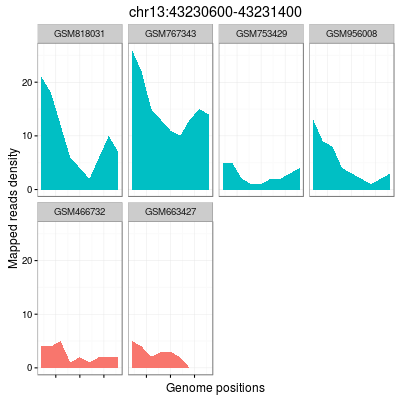 chr13:43230600-43231400
GSM818031 GSM767343 GSM753429 GSM956008
20
10
0
Mapped reads density
GSM466732 GSM663427
20
10
0
Genome positions